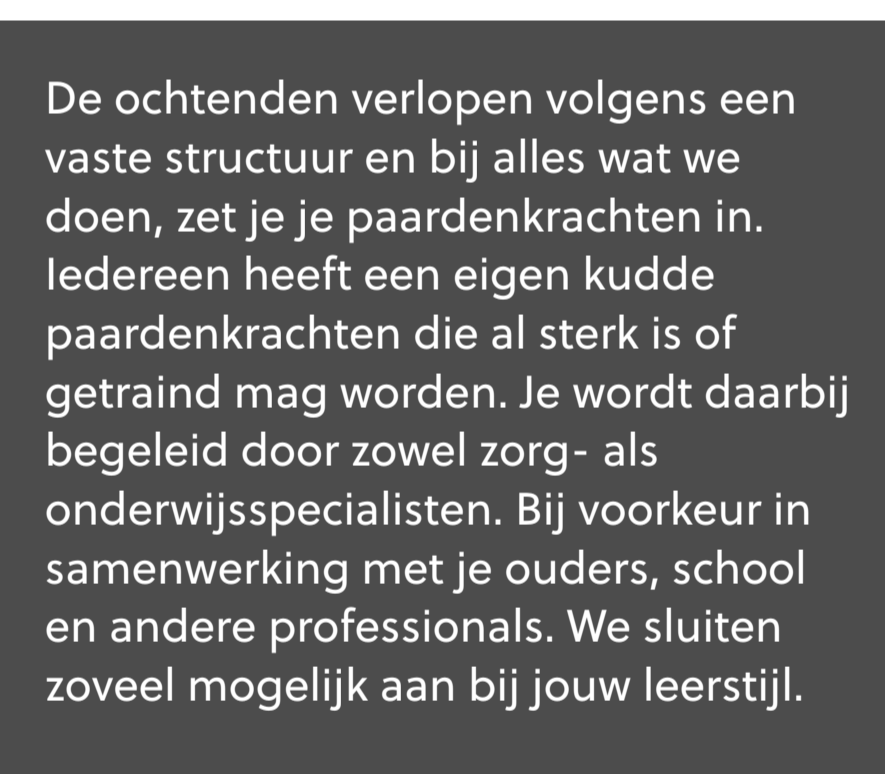 De ochtenden verlopen volgens een
vaste structuur en bij alles wat we
doen, zet je je paardenkrachten in.
Iedereen heeft een eigen kudde
paardenkrachten die al sterk is of
getraind mag worden. Je wordt daarbij
begeleid door zowel zorg- als
onderwijsspecialisten. Bij voorkeur in
samenwerking met je ouders, school
en andere professionals. We sluiten
zoveel mogelijk aan bij jouw leerstijl.